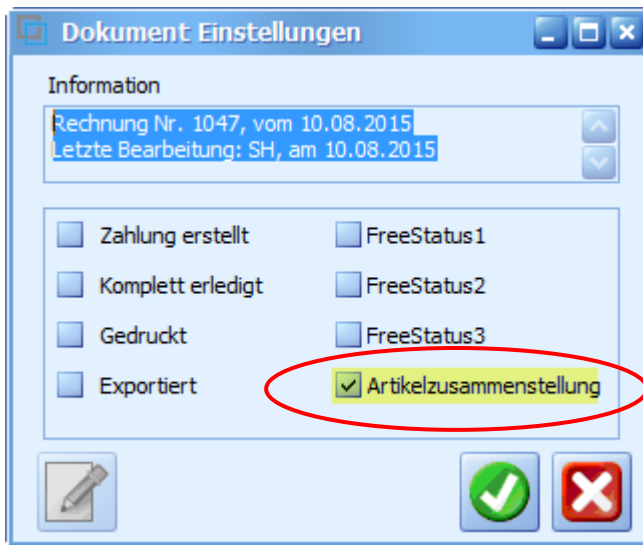 Dokument Einstellungen
Information
Rechnung Nr. 1047, vom 10.08.2015
Letzte Bearbeitung: SH, am 10.08.2015
Zahlung erstellt
FreeStatus1
Komplett erledigt
FreeStatus2
Gedruckt
FreeStatus3
Exportiert
Artikelzusammenstellung